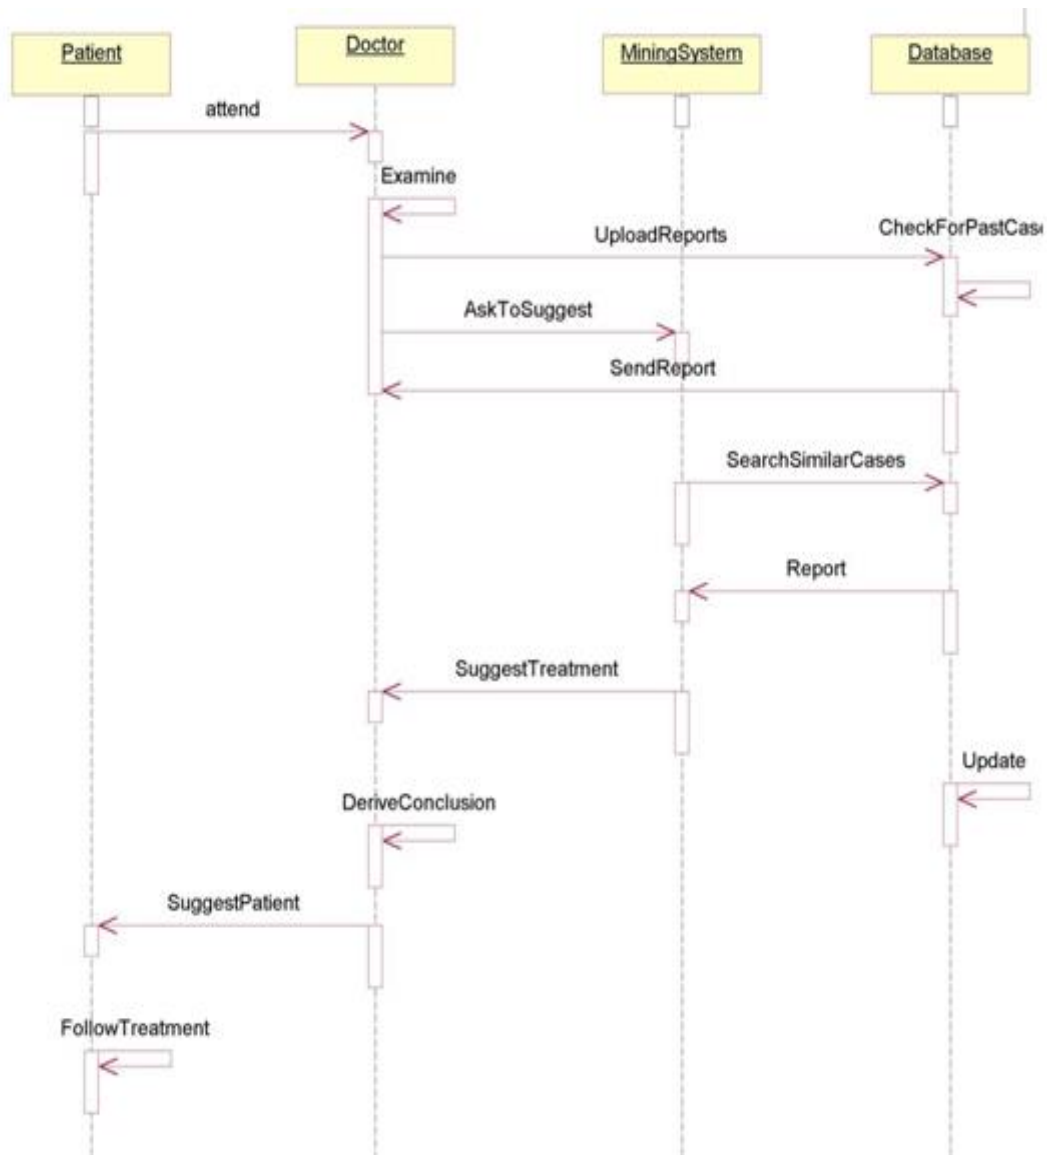 Patient
Doctor
MiningSystem
Database
attend
Examine
UploadReports
CheckForPastCas
AskToSuggest
SendReport
SearchSimilarCases
Report
SuggestTreatment
Update
DeriveConclusion
SuggestPatient
FollowTreatment